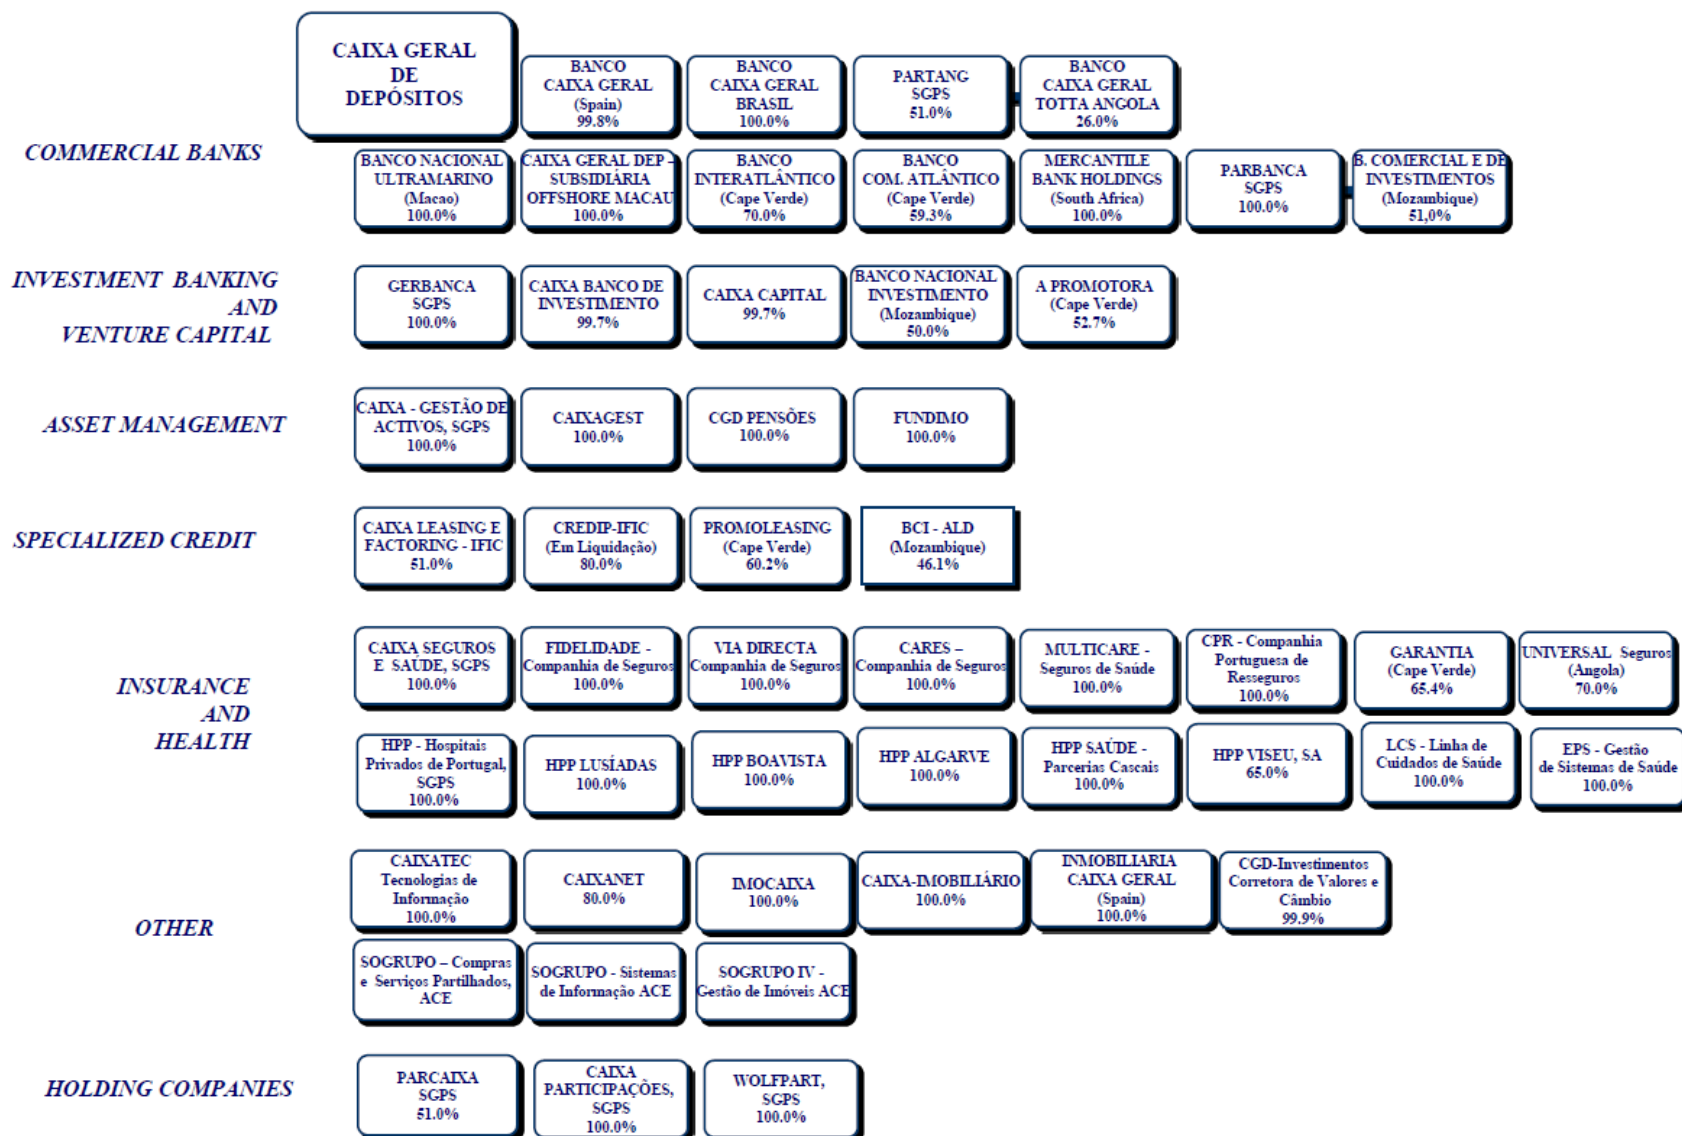 CAIXA GERAL
DE
DEPÓSITOS
BANCO
CAIXA GERAL
(Spain)
99.8%
BANCO
CAIXA GERAL
BRASIL
100.0%
PARTANG
SGPS
51.0%
BANCO
CAIXA GERAL
TOTTA ANGOLA
26.0%
COMMERCIAL BANKS
BANCO NACIONAL
ULTRAMARINO
(Macao)
100.0%
CAIXA GERAL DEP –
SUBSIDIÁRIA
OFFSHORE MACAU
100.0%
BANCO
INTERATLÂNTICO
(Cape Verde)
70.0%
BANCO
COM. ATLÂNTICO
(Cape Verde)
59.3%
MERCANTILE
BANK HOLDINGS
(South Africa)
100.0%
PARBANCA
SGPS
100.0%
B. COMERCIAL E DE
INVESTIMENTOS
(Mozambique)
51,0%
INVESTMENT BANKING
AND
VENTURE CAPITAL
GERBANCA
SGPS
100.0%
CAIXA BANCO DE
INVESTIMENTO
99.7%
CAIXA CAPITAL
99.7%
BANCO NACIONAL
INVESTIMENTO
(Mozambique)
50.0%
A PROMOTORA
(Cape Verde)
52.7%
ASSET MANAGEMENT
CAIXA - GESTÃO DE
ACTIVOS, SGPS
100.0%
CAIXAGEST
100.0%
CGD PENSÕES
100.0%
FUNDIMO
100.0%
SPECIALIZED CREDIT
CAIXA LEASING E
FACTORING - IFIC
51.0%
CREDIP-IFIC
(Em Liquidação)
80.0%
PROMOLEASING
(Cape Verde)
60.2%
BCI - ALD
(Mozambique)
46.1%
INSURANCE
AND
HEALTH
CAIXA SEGUROS
E SAÚDE, SGPS
100.0%
FIDELIDADE -
Companhia de Seguros
100.0%
VIA DIRECTA
Companhia de Seguros
100.0%
CARES –
Companhia de Seguros
100.0%
MULTICARE -
Seguros de Saúde
100.0%
CPR - Companhia
Portuguesa de
Resseguros
100.0%
GARANTIA
(Cape Verde)
65.4%
UNIVERSAL Seguros
(Angola)
70.0%
HPP - Hospitais
Privados de Portugal,
SGPS
100.0%
HPP LUSÍADAS
100.0%
HPP BOAVISTA
100.0%
HPP ALGARVE
100.0%
HPP SAÚDE -
Parcerias Cascais
100.0%
HPP VISEU, SA
65.0%
LCS - Linha de
Cuidados de Saúde
100.0%
EPS - Gestão
de Sistemas de Saúde
100.0%
OTHER
CAIXATEC
Tecnologias de
Informação
100.0%
CAIXANET
80.0%
IMOCAIXA
100.0%
CAIXA-IMOBILIÁRIO
100.0%
INMOBILIARIA
CAIXA GERAL
(Spain)
100.0%
CGD-Investimentos
Corretora de Valores e
Câmbio
99.9%
SOGRUPO – Compras
e Serviços Partilhados,
ACE
SOGRUPO - Sistemas
de Informação ACE
SOGRUPO IV -
Gestão de Imóveis ACE
HOLDING COMPANIES
PARCAIXA
SGPS
51.0%
CAIXA
PARTICIPAÇÕES,
SGPS
100.0%
WOLFPART,
SGPS
100.0%